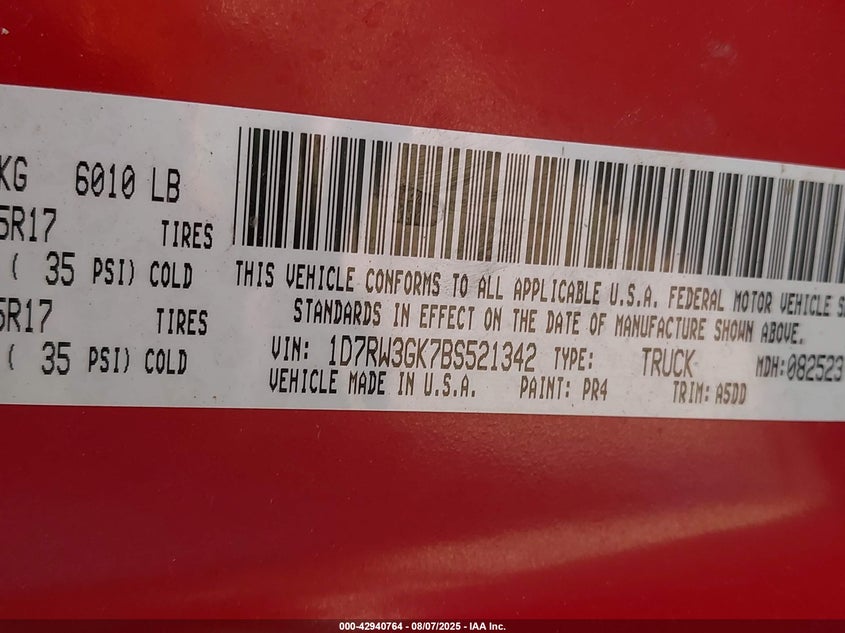 KG 6010 LB
5R17 TIRES
( 35 PSI) COLD
5R17 TIRES
( 35 PSI) COLD
THIS VEHICLE CONFORMS TO ALL APPLICABLE U.S.A. FEDERAL MOTOR VEHICLE S
STANDARDS IN EFFECT ON THE DATE OF MANUFACTURE SHOWN ABOVE.
VIN: 1D7RW3GK7BS521342 TYPE: TRUCK MDH: 082523
VEHICLE MADE IN U.S.A. PAINT: PR4 TRIM: A5DD
000-42940764 - 08/07/2025 - IAA Inc.